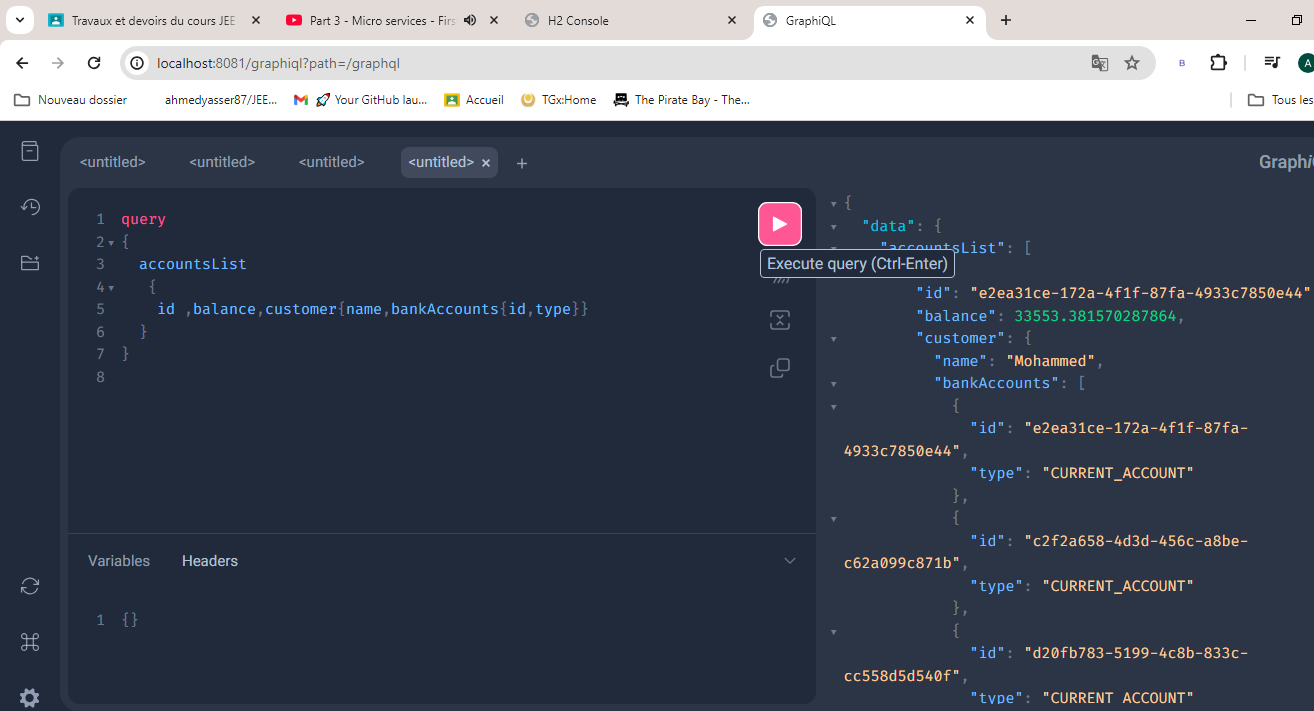 Travaux et devoirs du cours JEE
Part 3 - Micro services - Firs
H2 Console
GraphiQL
localhost:8081/graphiql?path=/graphql
B
A
Nouveau dossier
ahmedyasser87/JEE...
Your GitHub lau...
Accueil
TGx:Home
The Pirate Bay - The...
Tous les
<untitled>
<untitled>
<untitled>
<untitled>
Graphi
1 query
2 {
3 accountsList
4 {
5 id ,balance,customer{name,bankAccounts{id,type}}
6 }
7 }
8
Execute query (Ctrl-Enter)
{
"data": {
"accountsList": [
"id": "e2ea31ce-172a-4f1f-87fa-4933c7850e44"
"balance": 33553.381570287864,
"customer": {
"name": "Mohammed",
"bankAccounts": [
{
"id": "e2ea31ce-172a-4f1f-87fa-
4933c7850e44",
"type": "CURRENT_ACCOUNT"
},
{
"id": "c2f2a658-4d3d-456c-a8be-
c62a099c871b",
"type": "CURRENT_ACCOUNT"
},
{
"id": "d20fb783-5199-4c8b-833c-
cc558d5d540f",
"type": "CURRENT_ACCOUNT"
Variables
Headers
1 {}